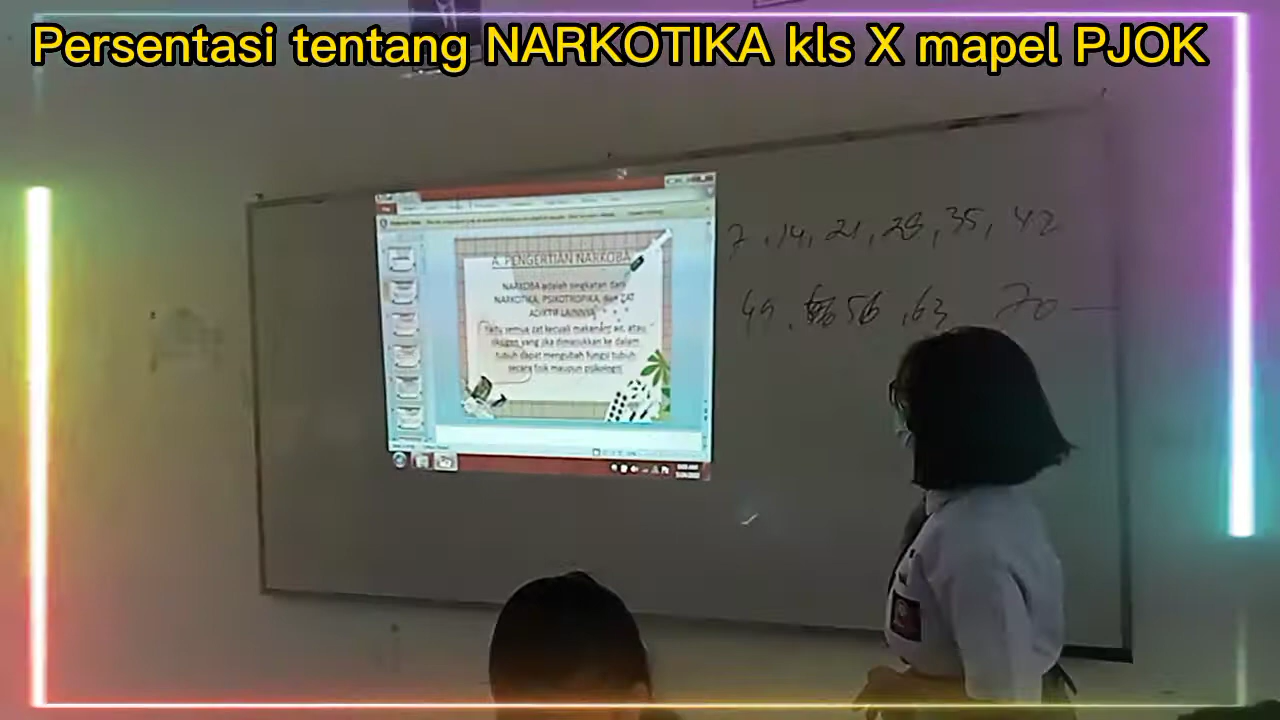 Persentasi tentang NARKOTIKA kls X mapel PJOK
A. PENGERTIAN NARKOBA
NARKOBA adalah singkatan dari
NARKOTIKA, PSIKOTROPIKA, dan ZAT
ADIKTIF LAINNYA
Yaitu semua zat kecuali makanan, air, atau
oksigen yang jika dimasukkan ke dalam
tubuh dapat mengubah fungsi tubuh
secara fisik maupun psikologis
7, 14, 21, 28, 35, 42
49, 56, 63 70